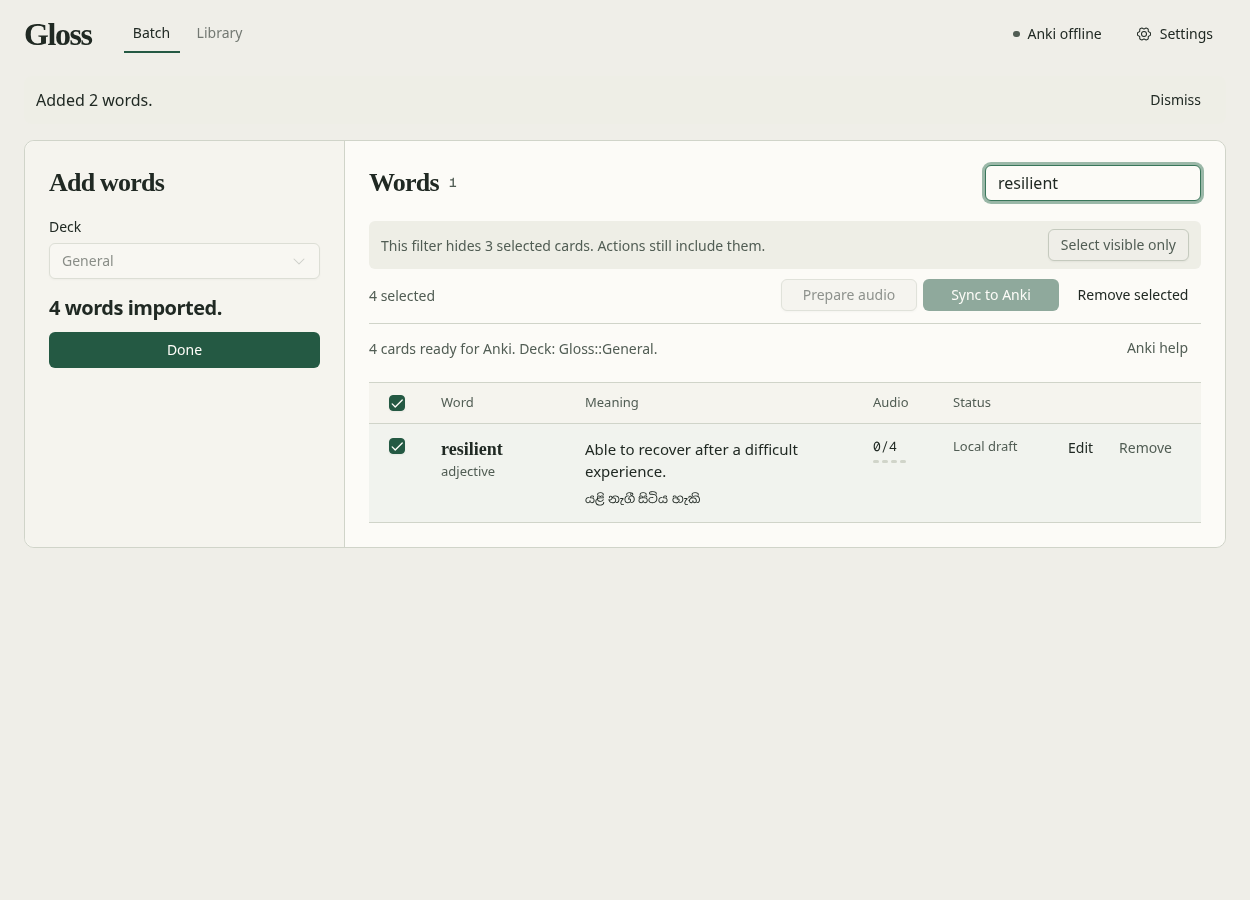 Gloss
Batch
Library
Anki offline
Settings
Added 2 words.
Dismiss
Add words
Deck
General
4 words imported.
Done
Words 1
resilient
This filter hides 3 selected cards. Actions still include them.
Select visible only
4 selected
Prepare audio
Sync to Anki
Remove selected
4 cards ready for Anki. Deck: Gloss::General.
Anki help
Word
Meaning
Audio
Status
resilient
adjective
Able to recover after a difficult
experience.
යළි නැගී සිටිය හැකි
0/4
Local draft
Edit
Remove